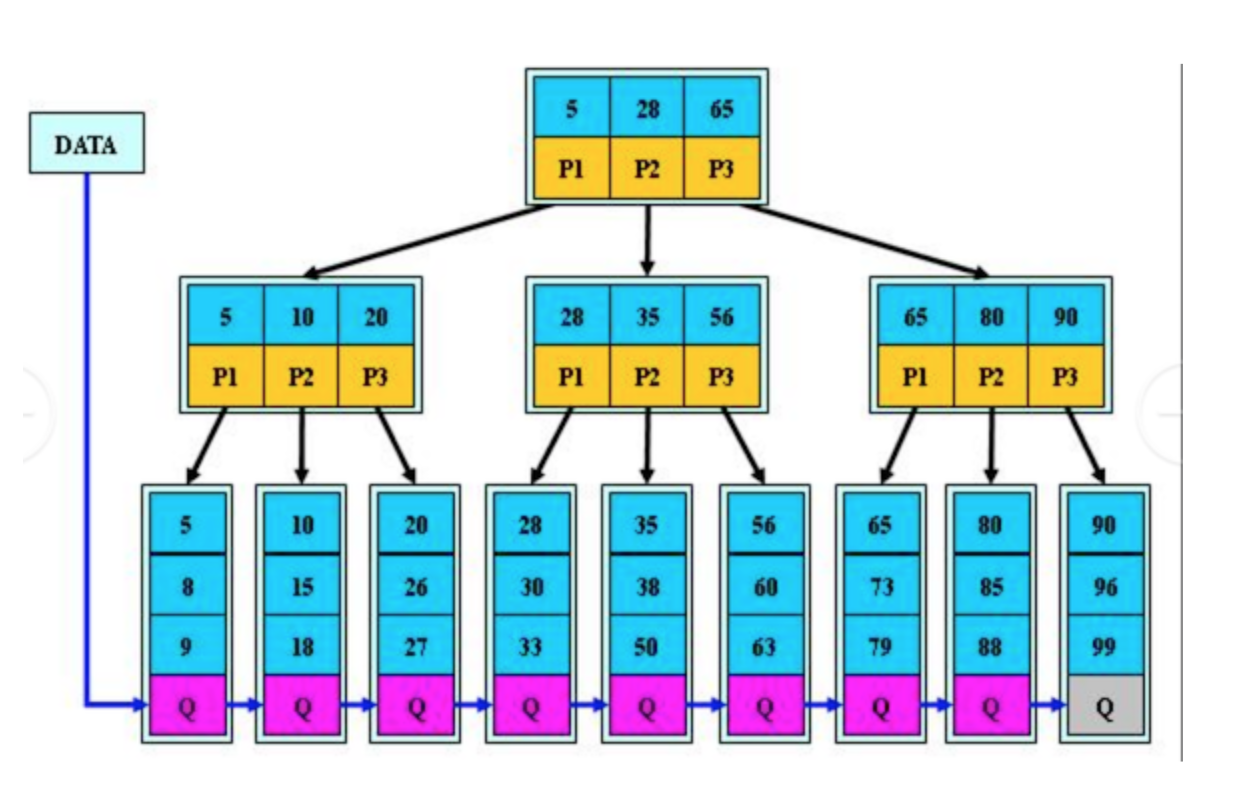 5 28 65
DATA
P1 P2 P3
5 10 20 28 35 56 65 80 90
P1 P2 P3 P1 P2 P3 P1 P2 P3
5 10 20 28 35 56 65 80 90
8 15 26 30 38 60 73 85 96
9 18 27 33 50 63 79 88 99
Q Q Q Q Q Q Q Q Q